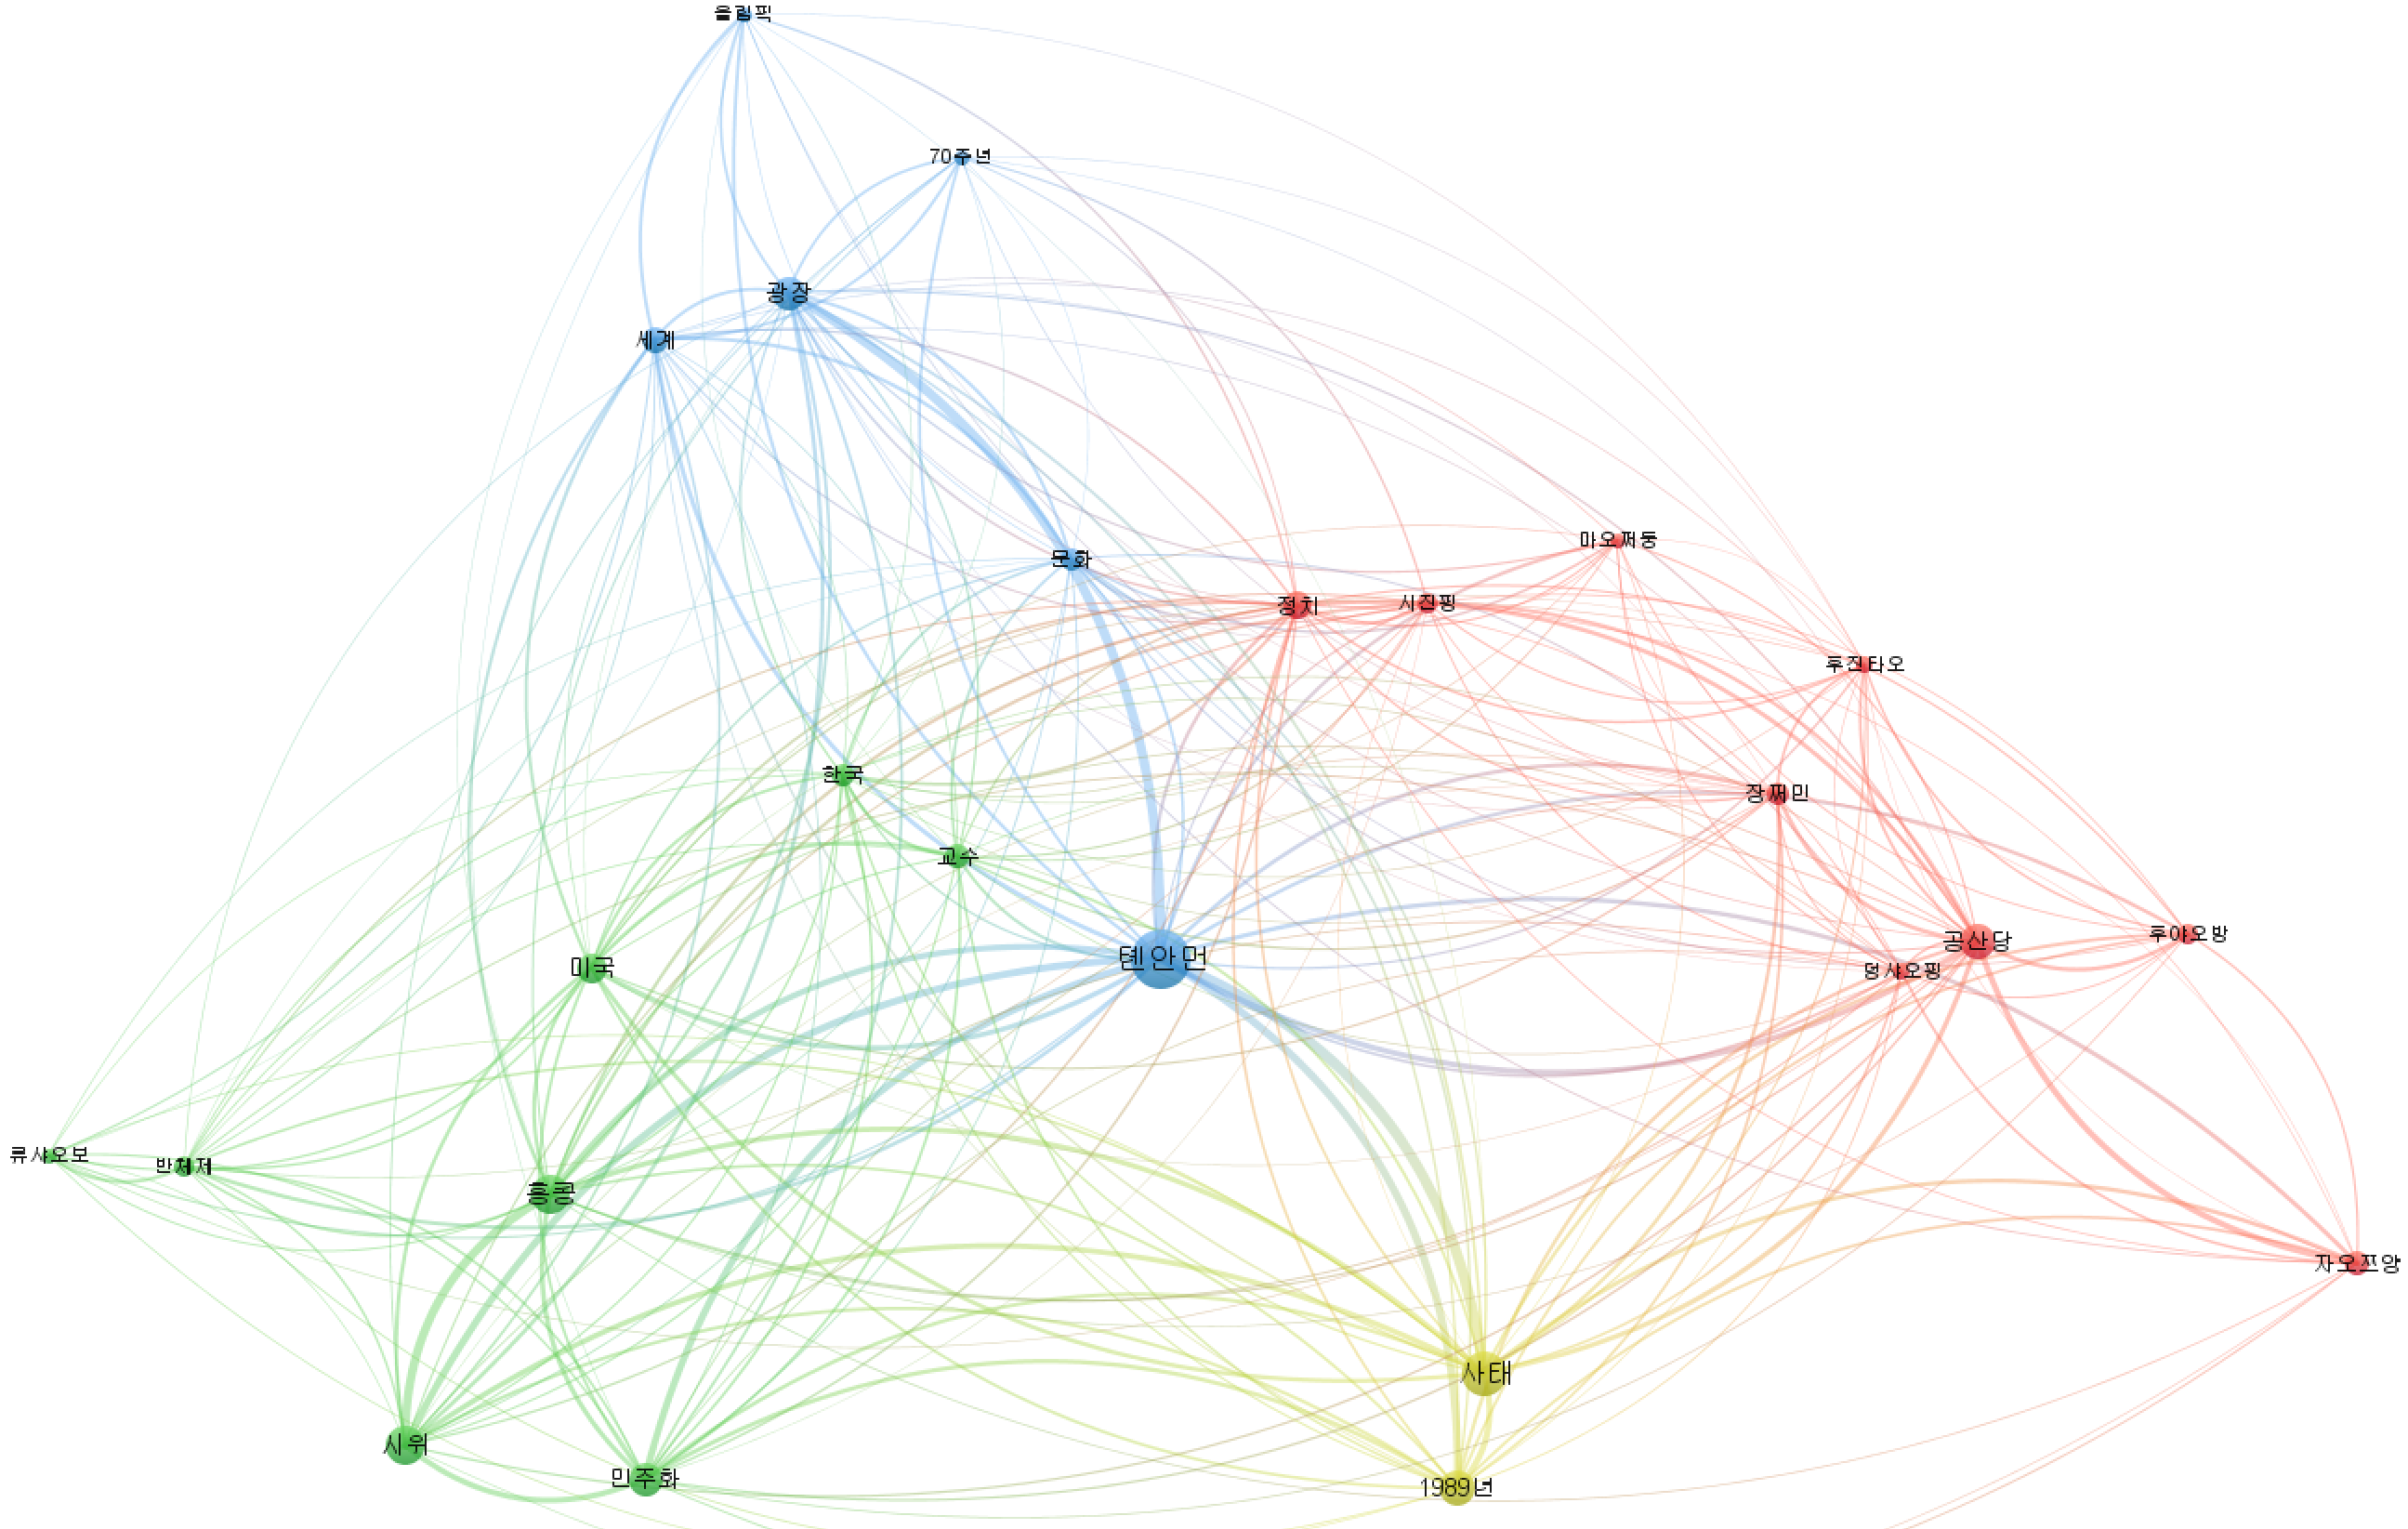 올림픽
70주년
광장
세계
문화
마오쩌둥
정치
시진핑
후진타오
한국
장쩌민
교수
후야오방
공산당
톈안먼
미국
덩샤오핑
류샤오보
반체제
홍콩
자오쯔양
사태
시위
민주화
1989년